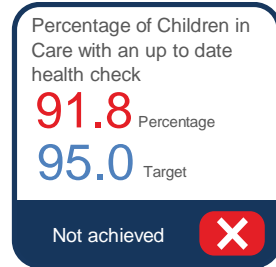 Percentage of Children in
Care with an up to date
health check
91.8 Percentage
95.0 Target
Not achieved